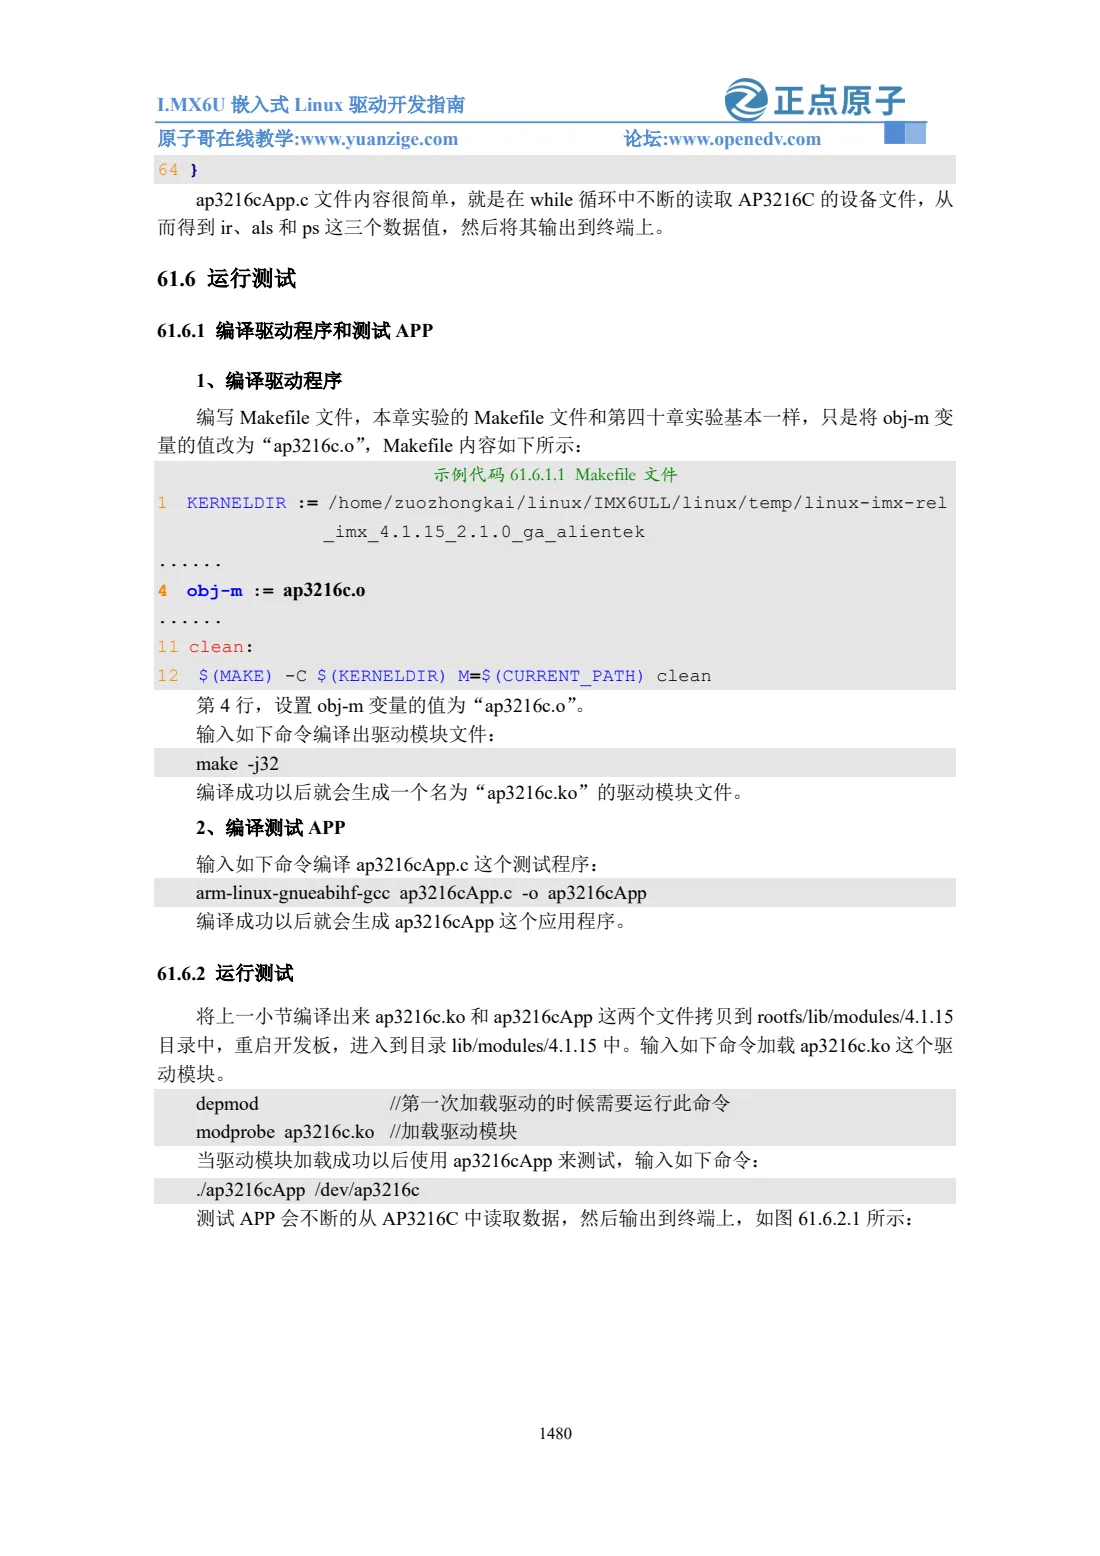 I.MX6U 嵌入式 Linux 驱动开发指南
正点原子
原子哥在线教学:www.yuanzige.com 论坛:www.openedv.com
64 }
ap3216cApp.c 文件内容很简单，就是在 while 循环中不断的读取 AP3216C 的设备文件，从
而得到 ir、als 和 ps 这三个数据值，然后将其输出到终端上。
61.6 运行测试
61.6.1 编译驱动程序和测试 APP
1、编译驱动程序
编写 Makefile 文件，本章实验的 Makefile 文件和第四十章实验基本一样，只是将 obj-m 变
量的值改为“ap3216c.o”，Makefile 内容如下所示：
示例代码 61.6.1.1 Makefile 文件
1 KERNELDIR := /home/zuozhongkai/linux/IMX6ULL/linux/temp/linux-imx-rel
_imx_4.1.15_2.1.0_ga_alientek
......
4 obj-m := ap3216c.o
......
11 clean:
12 $(MAKE) -C $(KERNELDIR) M=$(CURRENT_PATH) clean
第 4 行，设置 obj-m 变量的值为“ap3216c.o”。
输入如下命令编译出驱动模块文件：
make -j32
编译成功以后就会生成一个名为“ap3216c.ko”的驱动模块文件。
2、编译测试 APP
输入如下命令编译 ap3216cApp.c 这个测试程序：
arm-linux-gnueabihf-gcc ap3216cApp.c -o ap3216cApp
编译成功以后就会生成 ap3216cApp 这个应用程序。
61.6.2 运行测试
将上一小节编译出来 ap3216c.ko 和 ap3216cApp 这两个文件拷贝到 rootfs/lib/modules/4.1.15
目录中，重启开发板，进入到目录 lib/modules/4.1.15 中。输入如下命令加载 ap3216c.ko 这个驱
动模块。
depmod //第一次加载驱动的时候需要运行此命令
modprobe ap3216c.ko //加载驱动模块
当驱动模块加载成功以后使用 ap3216cApp 来测试，输入如下命令：
./ap3216cApp /dev/ap3216c
测试 APP 会不断的从 AP3216C 中读取数据，然后输出到终端上，如图 61.6.2.1 所示：
1480